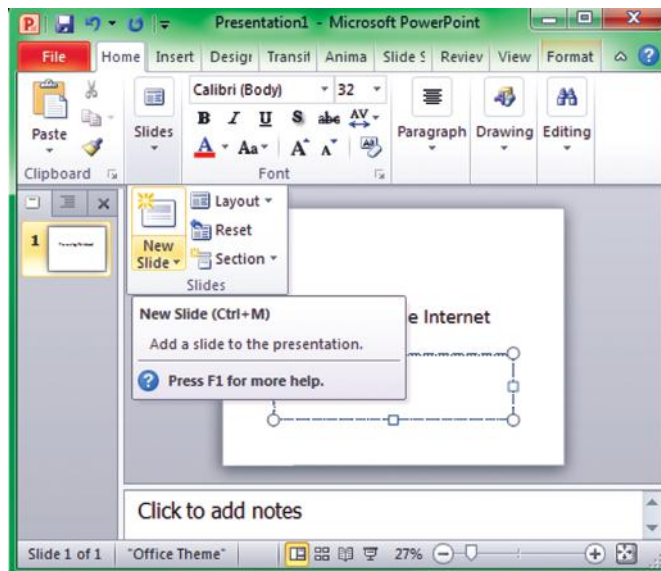 Presentation1 - Microsoft PowerPoint
File Home Insert Desigr Transit Anima Slide S Reviev View Format
Calibri (Body) 32
B I U S abc AV
Paste Slides A Aa A A Aa Paragraph Drawing Editing
Clipboard Font
1
New Slide
Layout
Reset
Section
Slides
New Slide (Ctrl+M)
Add a slide to the presentation.
Press F1 for more help.
e Internet
Click to add notes
Slide 1 of 1 "Office Theme" 27%